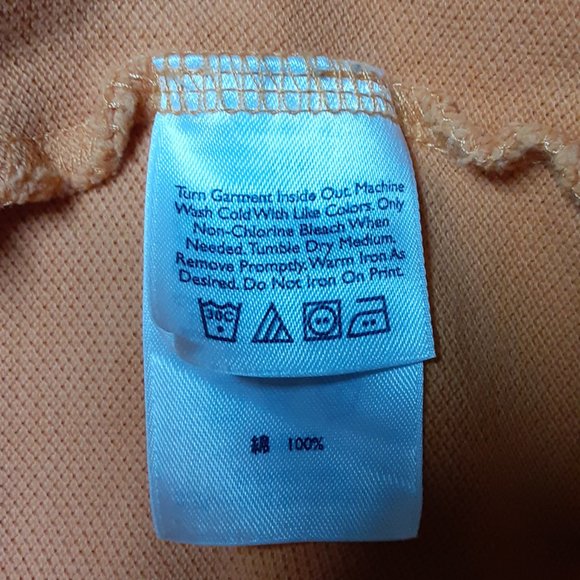 Turn Garment Inside Out. Machine
Wash Cold With Like Colors. Only
Non-Chlorine Bleach When
Needed. Tumble Dry Medium,
Remove Promptly. Warm Iron As
Desired. Do Not Iron On Print.
30C
綿 100%